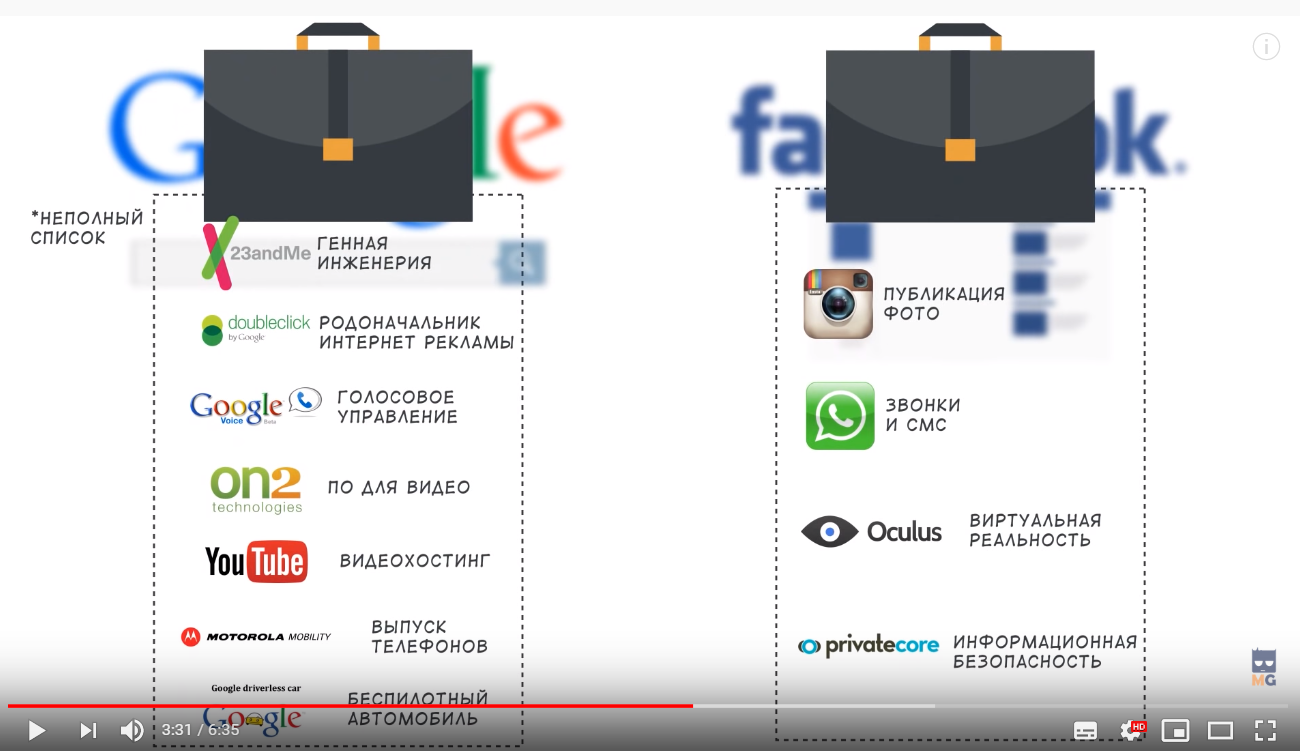 *НЕПОЛНЫЙ
СПИСОК
23andMe
ГЕННАЯ
ИНЖЕНЕРИЯ
doubleclick
by Google
РОДОНАЧАЛЬНИК
ИНТЕРНЕТ РЕКЛАМЫ
Google
Voice Beta
ГОЛОСОВОЕ
УПРАВЛЕНИЕ
on2
technologies
ПО ДЛЯ ВИДЕО
YouTube
ВИДЕОХОСТИНГ
MOTOROLA MOBILITY
ВЫПУСК
ТЕЛЕФОНОВ
Google driverless car
Google
БЕСПИЛОТНЫЙ
АВТОМОБИЛЬ
ПУБЛИКАЦИЯ
ФОТО
ЗВОНКИ
И СМС
Oculus
ВИРТУАЛЬНАЯ
РЕАЛЬНОСТЬ
privatecore
ИНФОРМАЦИОННАЯ
БЕЗОПАСНОСТЬ
MG
3:31 / 6:35
HD